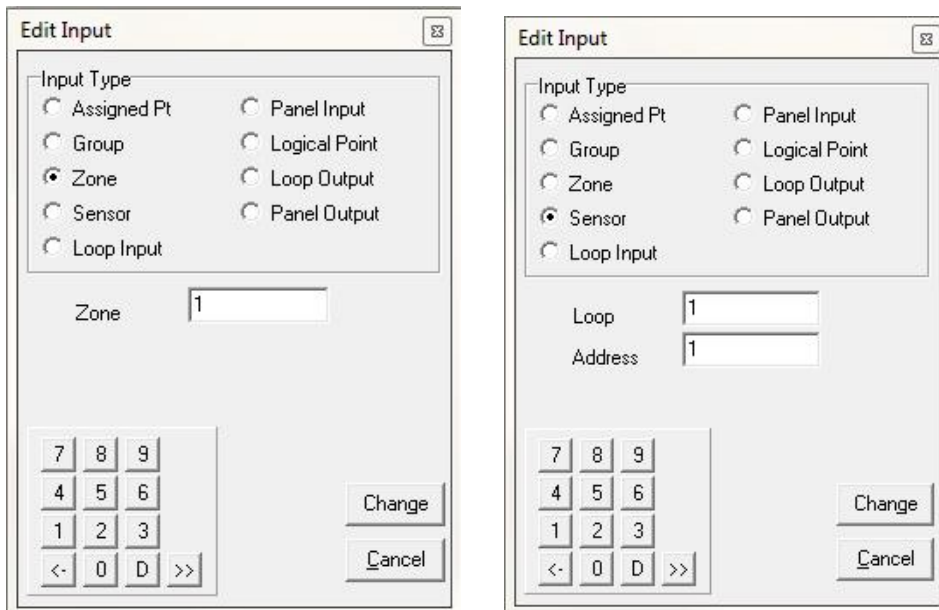 Edit Input
Input Type
Assigned Pt Panel Input
Group Logical Point
Zone Loop Output
Sensor Panel Output
Loop Input
Zone 1
7 8 9
4 5 6
1 2 3
<- 0 D >>
Change
Cancel
Edit Input
Input Type
Assigned Pt Panel Input
Group Logical Point
Zone Loop Output
Sensor Panel Output
Loop Input
Loop 1
Address 1
7 8 9
4 5 6
1 2 3
<- 0 D >>
Change
Cancel